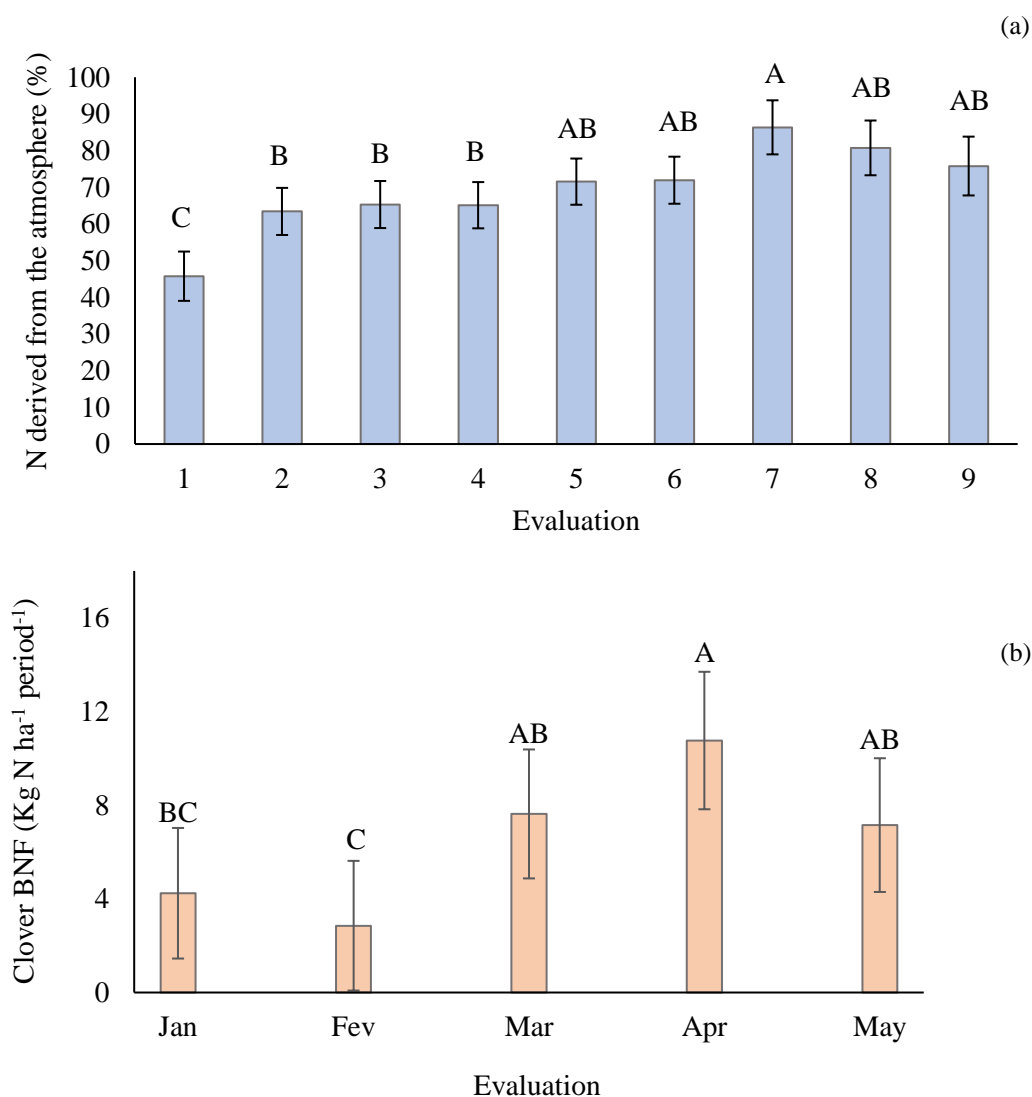 (a)
N derived from the atmosphere (%)
100
90
80
70
60
50
40
30
20
10
0
C
B
B
B
AB
AB
A
AB
AB
1 2 3 4 5 6 7 8 9
Evaluation
(b)
Clover BNF (Kg N ha⁻¹ period⁻¹)
16
12
8
4
0
BC
C
AB
A
AB
Jan Fev Mar Apr May
Evaluation